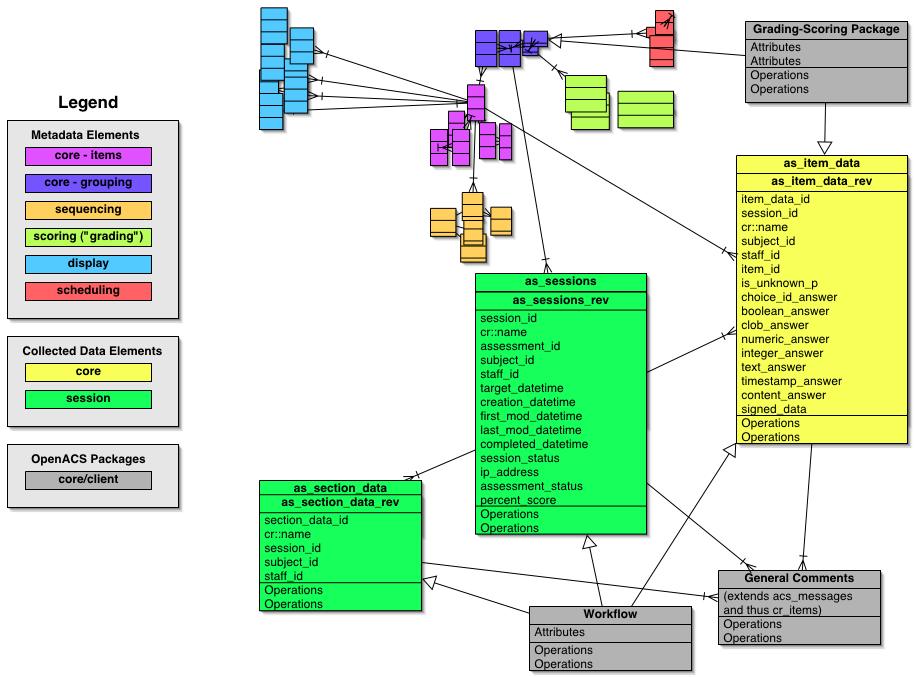 Legend
Metadata Elements
core - items
core - grouping
sequencing
scoring ("grading")
display
scheduling
Collected Data Elements
core
session
OpenACS Packages
core/client
Grading-Scoring Package
Attributes
Attributes
Operations
Operations
as_item_data
as_item_data_rev
item_data_id
session_id
cr::name
subject_id
staff_id
item_id
is_unknown_p
choice_id_answer
boolean_answer
clob_answer
numeric_answer
integer_answer
text_answer
timestamp_answer
content_answer
signed_data
Operations
Operations
as_sessions
as_sessions_rev
session_id
cr::name
assessment_id
subject_id
staff_id
target_datetime
creation_datetime
first_mod_datetime
last_mod_datetime
completed_datetime
session_status
ip_address
assessment_status
percent_score
Operations
Operations
as_section_data
as_section_data_rev
section_data_id
cr::name
session_id
subject_id
staff_id
Operations
Operations
General Comments
(extends acs_messages
and thus cr_items)
Operations
Operations
Workflow
Attributes
Operations
Operations